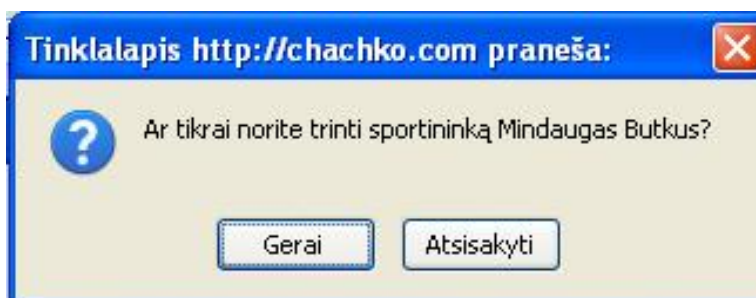 Tinklalapis http://chachko.com praneša:
Ar tikrai norite trinti sportininką Mindaugas Butkus?
Gerai Atsisakyti